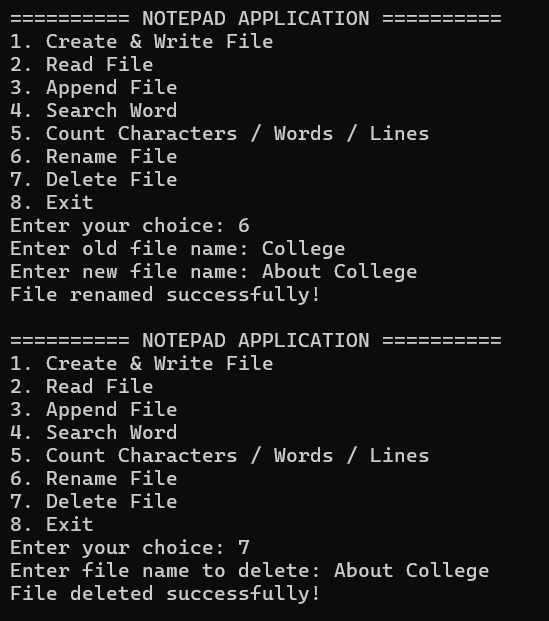 ========== NOTEPAD APPLICATION ==========
1. Create & Write File
2. Read File
3. Append File
4. Search Word
5. Count Characters / Words / Lines
6. Rename File
7. Delete File
8. Exit
Enter your choice: 6
Enter old file name: College
Enter new file name: About College
File renamed successfully!

========== NOTEPAD APPLICATION ==========
1. Create & Write File
2. Read File
3. Append File
4. Search Word
5. Count Characters / Words / Lines
6. Rename File
7. Delete File
8. Exit
Enter your choice: 7
Enter file name to delete: About College
File deleted successfully!